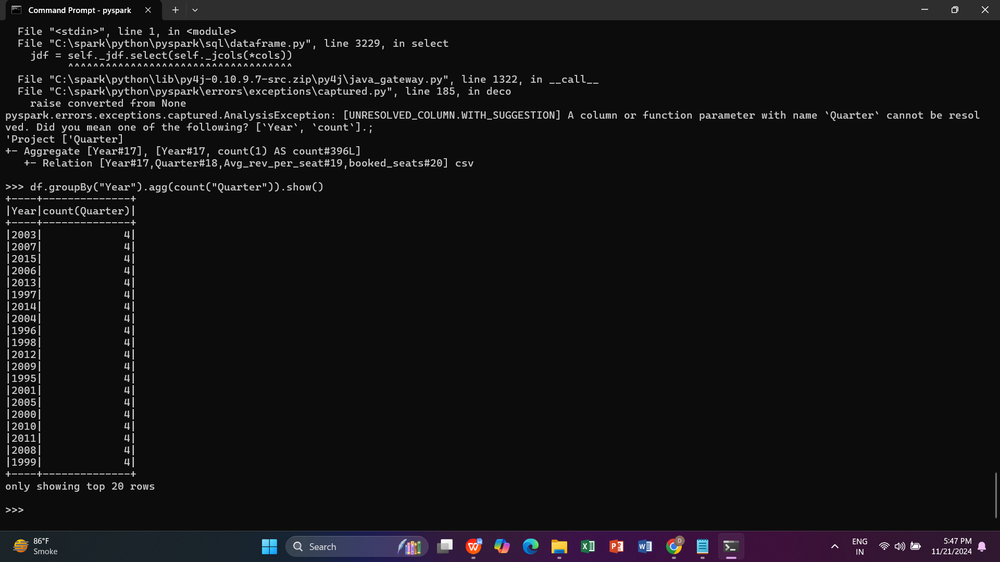 Command Prompt - pyspark
  File "<stdin>", line 1, in <module>
  File "C:\spark\python\pyspark\sql\dataframe.py", line 3229, in select
    jdf = self._jdf.select(self._jcols(*cols))
          ^^^^^^^^^^^^^^^^^^^^^^^^^^^^^^^^^^^^
  File "C:\spark\python\lib\py4j-0.10.9.7-src.zip\py4j\java_gateway.py", line 1322, in __call__
  File "C:\spark\python\pyspark\errors\exceptions\captured.py", line 185, in deco
    raise converted from None
pyspark.errors.exceptions.captured.AnalysisException: [UNRESOLVED_COLUMN.WITH_SUGGESTION] A column or function parameter with name `Quarter` cannot be resol
ved. Did you mean one of the following? [`Year`, `count`].;
'Project ['Quarter]
+- Aggregate [Year#17], [Year#17, count(1) AS count#396L]
   +- Relation [Year#17,Quarter#18,Avg_rev_per_seat#19,booked_seats#20] csv

>>> df.groupBy("Year").agg(count("Quarter")).show()
+----+--------------+
|Year|count(Quarter)|
+----+--------------+
|2003|             4|
|2007|             4|
|2015|             4|
|2006|             4|
|2013|             4|
|1997|             4|
|2014|             4|
|2004|             4|
|1996|             4|
|1998|             4|
|2012|             4|
|2009|             4|
|1995|             4|
|2001|             4|
|2005|             4|
|2000|             4|
|2010|             4|
|2011|             4|
|2008|             4|
|1999|             4|
+----+--------------+
only showing top 20 rows

>>>
86°F
Smoke
Search
ENG
IN
5:47 PM
11/21/2024